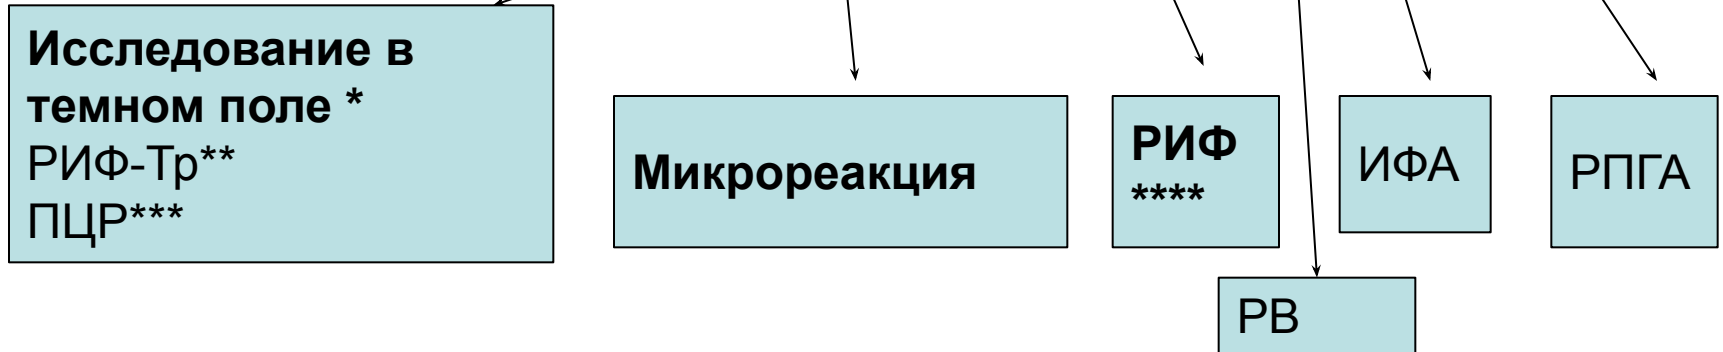 Исследование в
темном поле *
РИФ-Тр**
ПЦР***
Микрореакция
РИФ
****
ИФА
РПГА
РВ